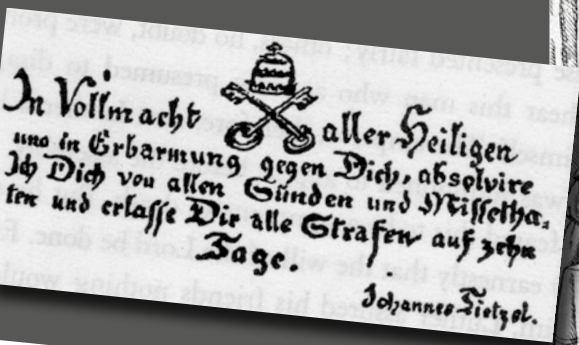 In Vollmacht aller Heiligen
und in Erbarmung gegen Dich, absolvire
Ich Dich von allen Sünden und Missetha-
ten und erlasse Dir alle Strafen auf zehn
Tage.
Johannes Tietzel.